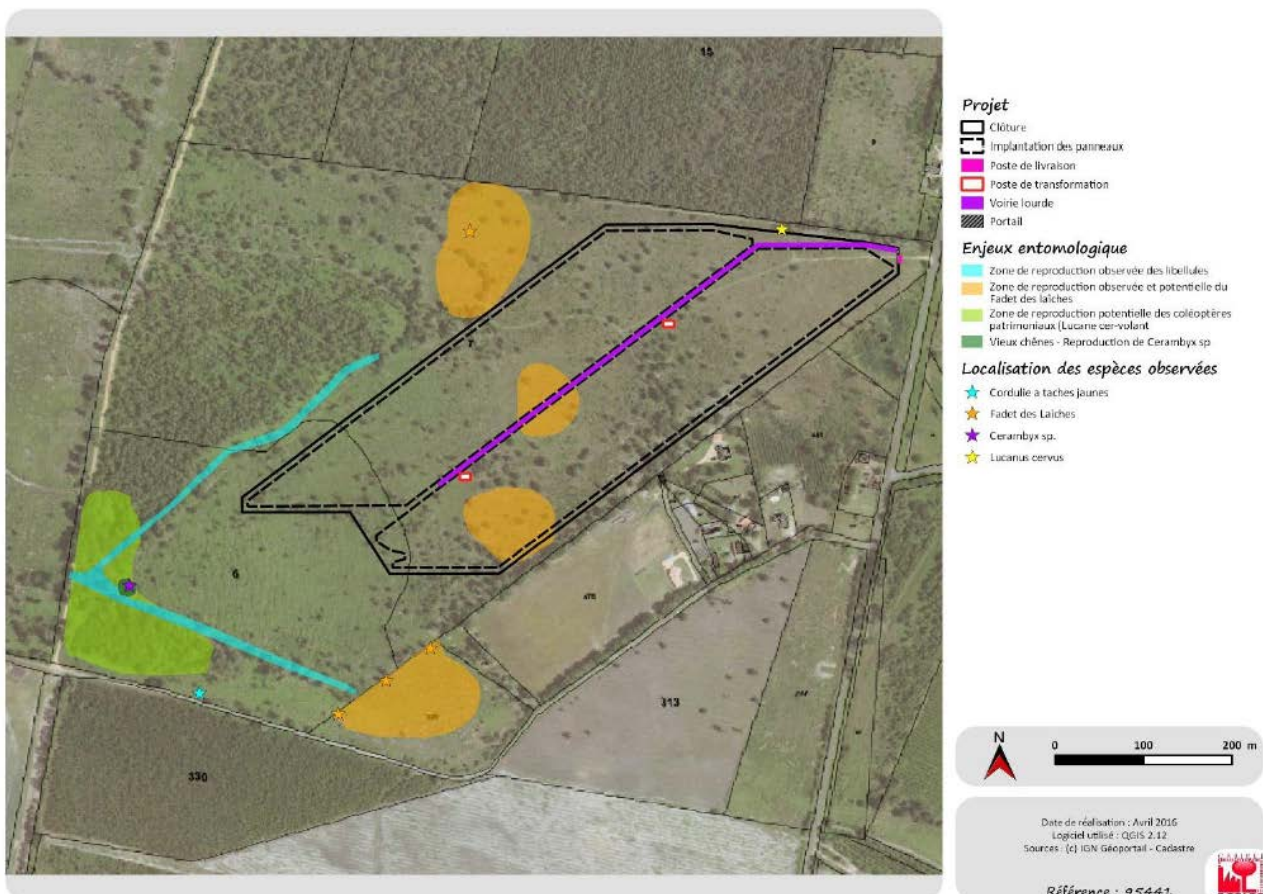 15
9
7
6
476
313
330
Projet
Clôture
Implantation des panneaux
Poste de livraison
Poste de transformation
Voirie lourde
Portail
Enjeux entomologique
Zone de reproduction observée des libellules
Zone de reproduction observée et potentielle du
Fadet des laîches
Zone de reproduction potentielle des coléoptères
patrimoniaux (Lucane cer-volant
Vieux chênes - Reproduction de Cerambyx sp
Localisation des espèces observées
Cordulie a taches jaunes
Fadet des Laiches
Cerambyx sp.
Lucanus cervus
N
0 100 200 m
Date de réalisation : Avril 2016
Logiciel utilisé : QGIS 2.12
Sources : (c) IGN Géoportail - Cadastre
Référence : 95441